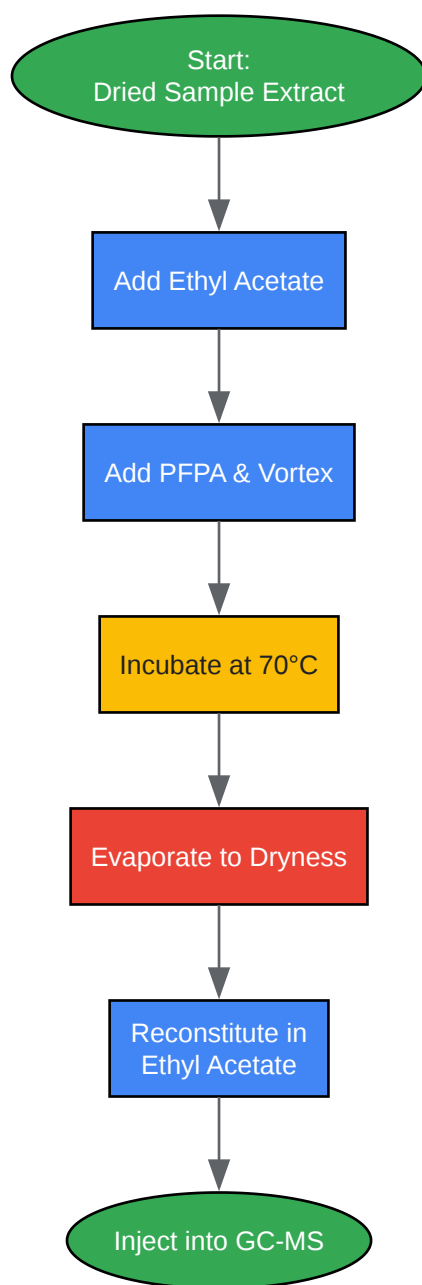 Start:
Dried Sample Extract
Add Ethyl Acetate
Add PFPA & Vortex
Incubate at 70°C
Evaporate to Dryness
Reconstitute in
Ethyl Acetate
Inject into GC-MS